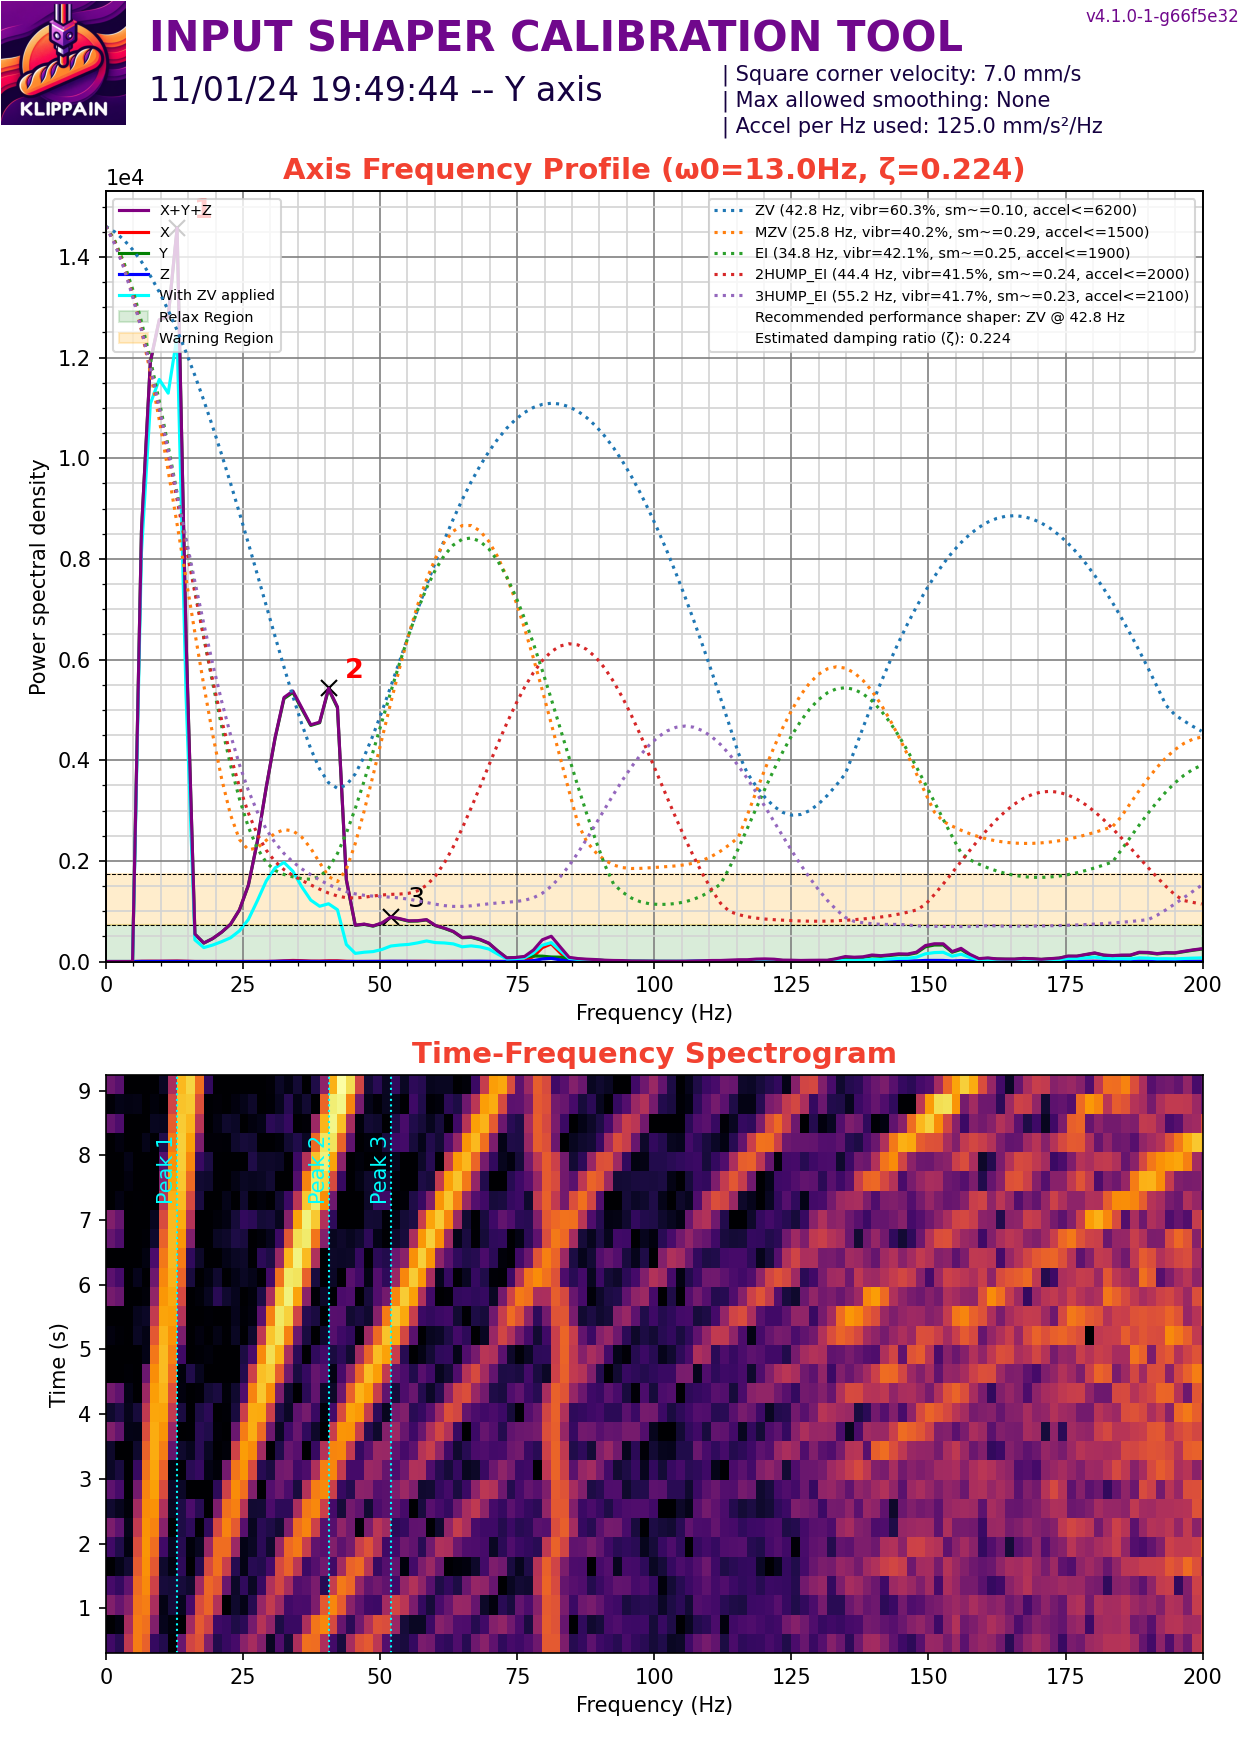 v4.1.0-1-g66f5e32
INPUT SHAPER CALIBRATION TOOL
11/01/24 19:49:44 -- Y axis
| Square corner velocity: 7.0 mm/s
| Max allowed smoothing: None
| Accel per Hz used: 125.0 mm/s²/Hz
KLIPPAIN
Axis Frequency Profile (ω0=13.0Hz, ζ=0.224)
1e4
X+Y+Z
X
Y
Z
With ZV applied
Relax Region
Warning Region
ZV (42.8 Hz, vibr=60.3%, sm~=0.10, accel<=6200)
MZV (25.8 Hz, vibr=40.2%, sm~=0.29, accel<=1500)
EI (34.8 Hz, vibr=42.1%, sm~=0.25, accel<=1900)
2HUMP_EI (44.4 Hz, vibr=41.5%, sm~=0.24, accel<=2000)
3HUMP_EI (55.2 Hz, vibr=41.7%, sm~=0.23, accel<=2100)
Recommended performance shaper: ZV @ 42.8 Hz
Estimated damping ratio (ζ): 0.224
1
2
3
Power spectral density
1.4
1.2
1.0
0.8
0.6
0.4
0.2
0.0
0 25 50 75 100 125 150 175 200
Frequency (Hz)
Time-Frequency Spectrogram
Time (s)
9
8
7
6
5
4
3
2
1
Peak 1
Peak 2
Peak 3
0 25 50 75 100 125 150 175 200
Frequency (Hz)